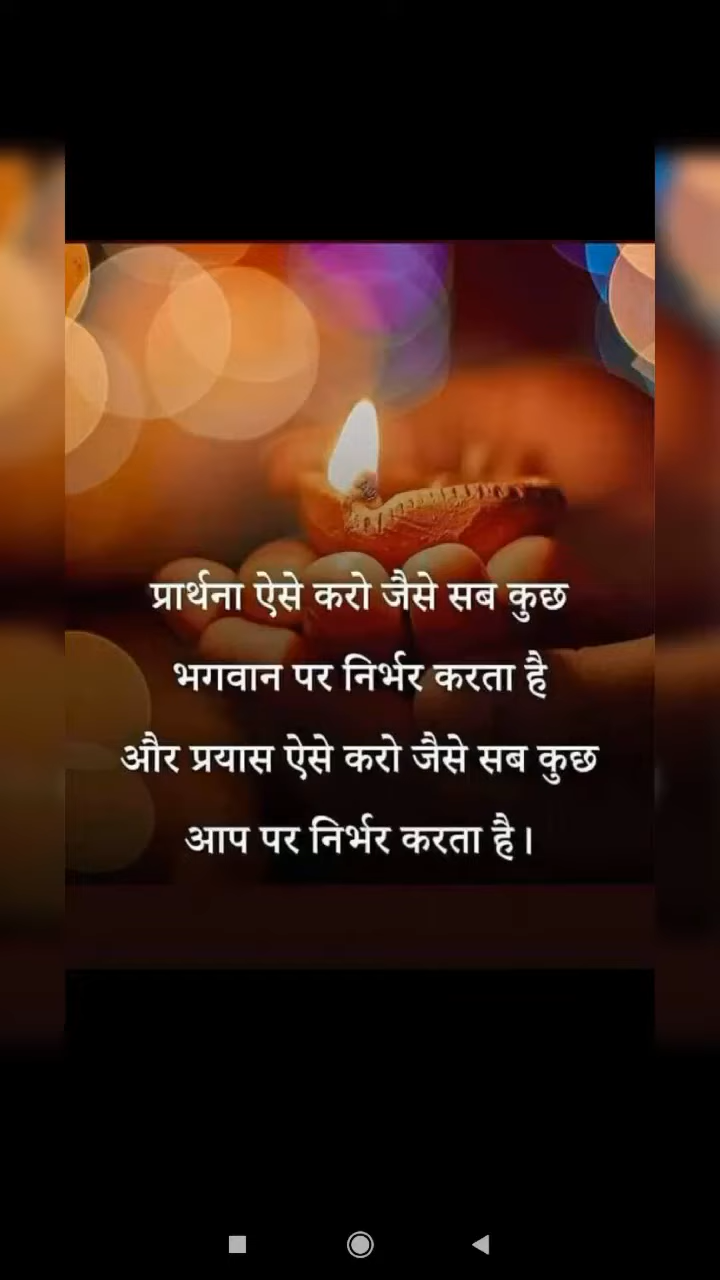 प्रार्थना ऐसे करो जैसे सब कुछ
भगवान पर निर्भर करता है
और प्रयास ऐसे करो जैसे सब कुछ
आप पर निर्भर करता है।